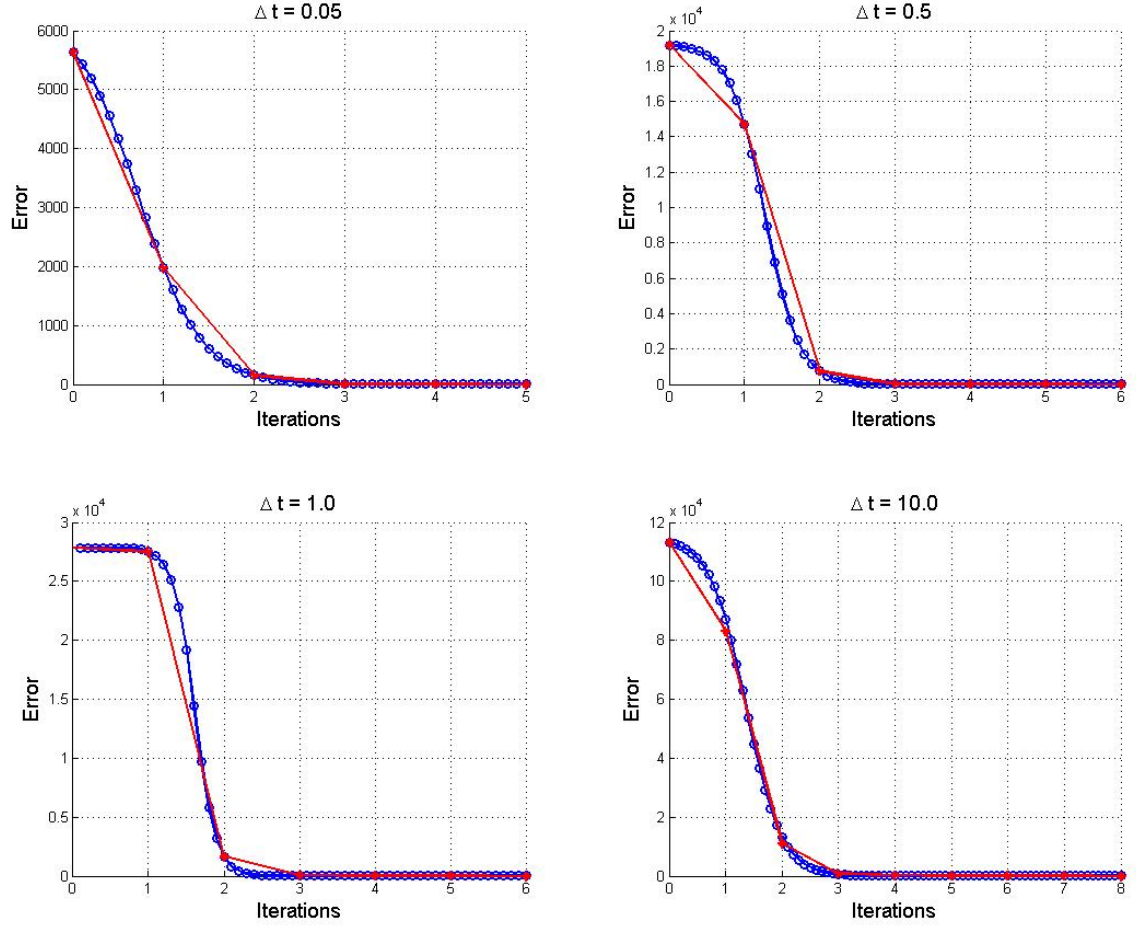 Δ t = 0.05
6000
5000
4000
3000
2000
1000
0
Error
0 1 2 3 4 5
Iterations
Δ t = 0.5
x 10^4
2
1.8
1.6
1.4
1.2
1
0.8
0.6
0.4
0.2
0
Error
0 1 2 3 4 5 6
Iterations
Δ t = 1.0
x 10^4
3
2.5
2
1.5
1
0.5
0
Error
0 1 2 3 4 5 6
Iterations
Δ t = 10.0
x 10^4
12
10
8
6
4
2
0
Error
0 1 2 3 4 5 6 7 8
Iterations